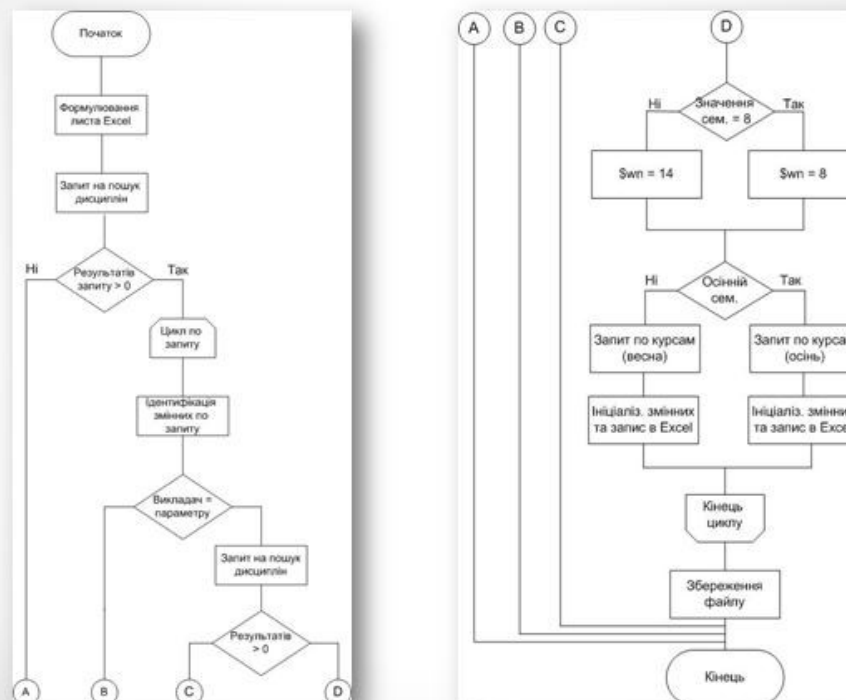 Початок
Формулювання
листа Excel
Запит на пошук
дисциплін
Ні
Результатів
запиту > 0
Так
Цикл по
запиту
Ідентифікація
змінних по
запиту
Викладач =
параметру
Запит на пошук
дисциплін
Результатів
> 0
A
B
C
D
A
B
C
D
Ні
Значення
сем. = 8
Так
$wn = 14
$wn = 8
Ні
Осінній
сем.
Так
Запит по курсам
(весна)
Запит по курса
(осінь)
Ініціаліз. змінних
та запис в Excel
Ініціаліз. змінни
та запис в Exce
Кінець
циклу
Збереження
файлу
Кінець